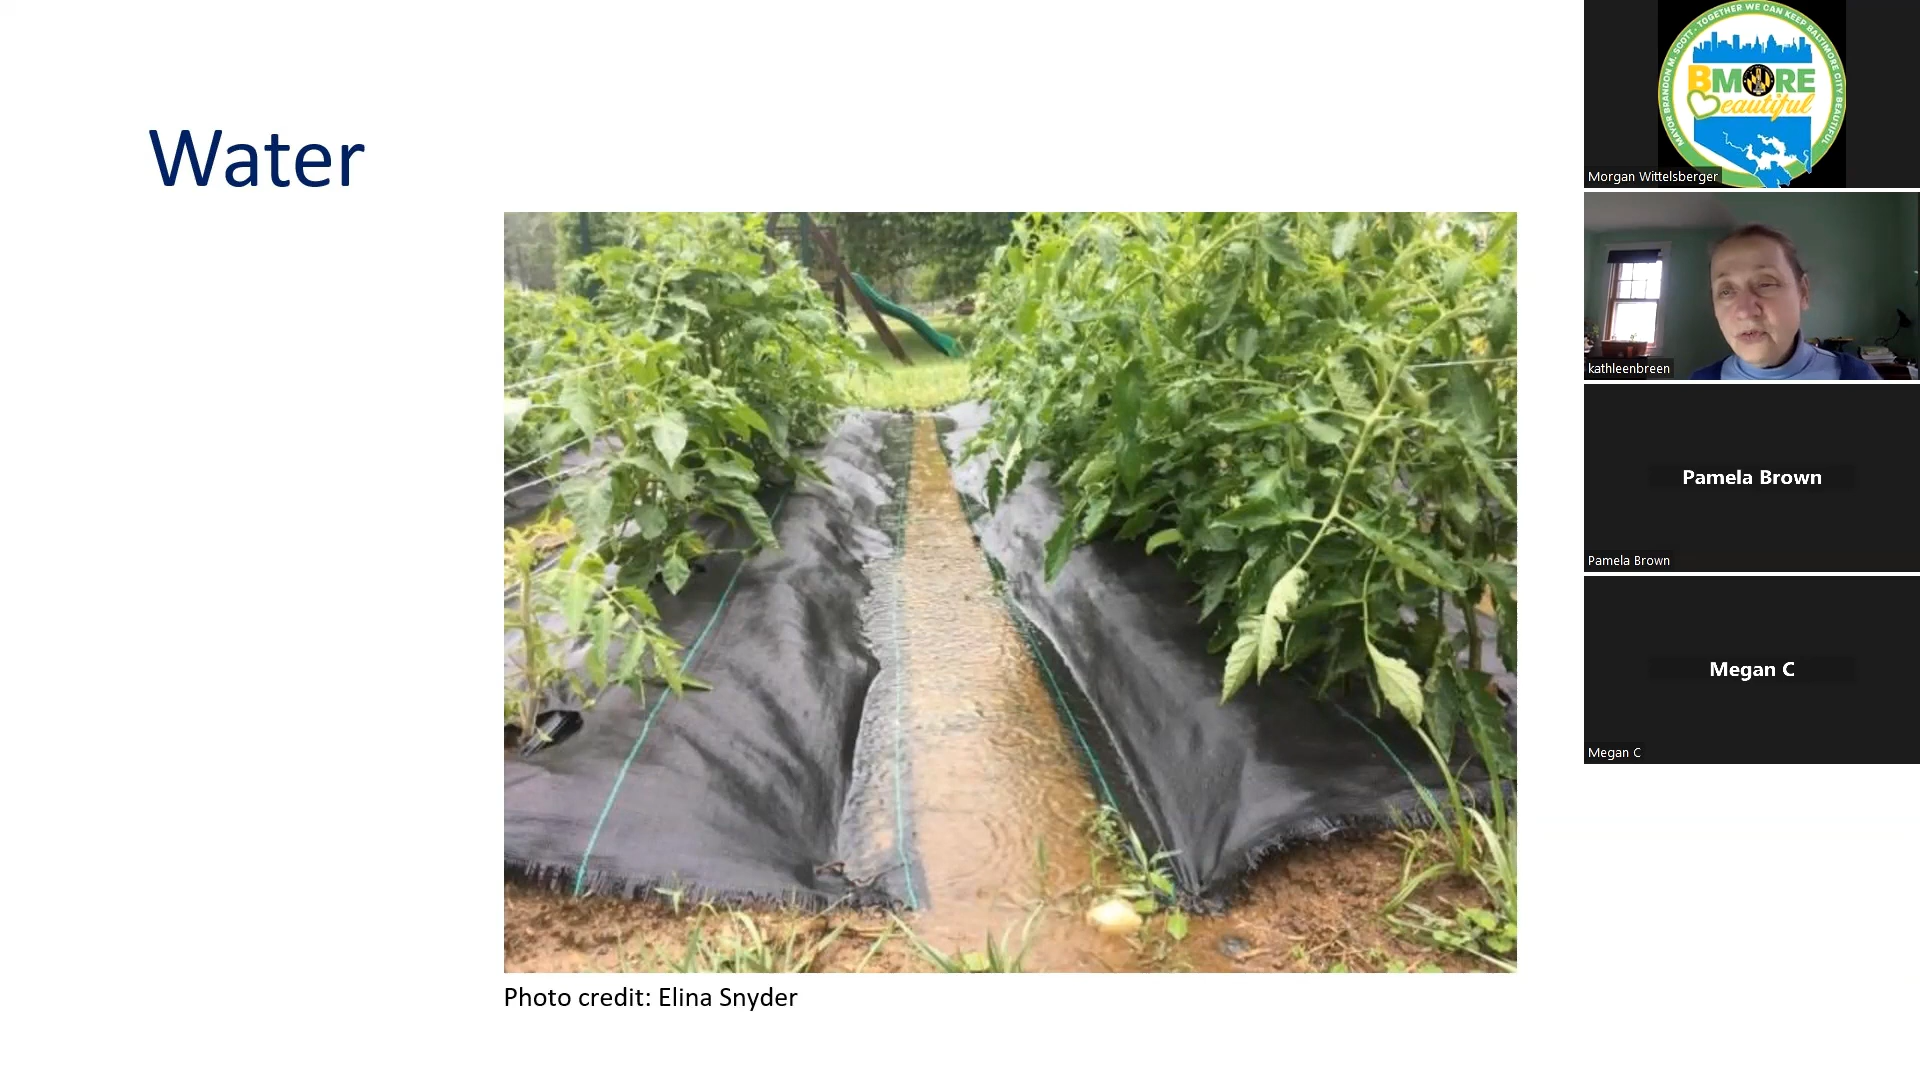 Water
Photo credit: Elina Snyder
MAYOR BRANDON M. SCOTT · TOGETHER WE CAN KEEP BALTIMORE CITY BEAUTIFUL
BMORE
Beautiful
Morgan Wittelsberger
kathleenbreen
Pamela Brown
Pamela Brown
Megan C
Megan C